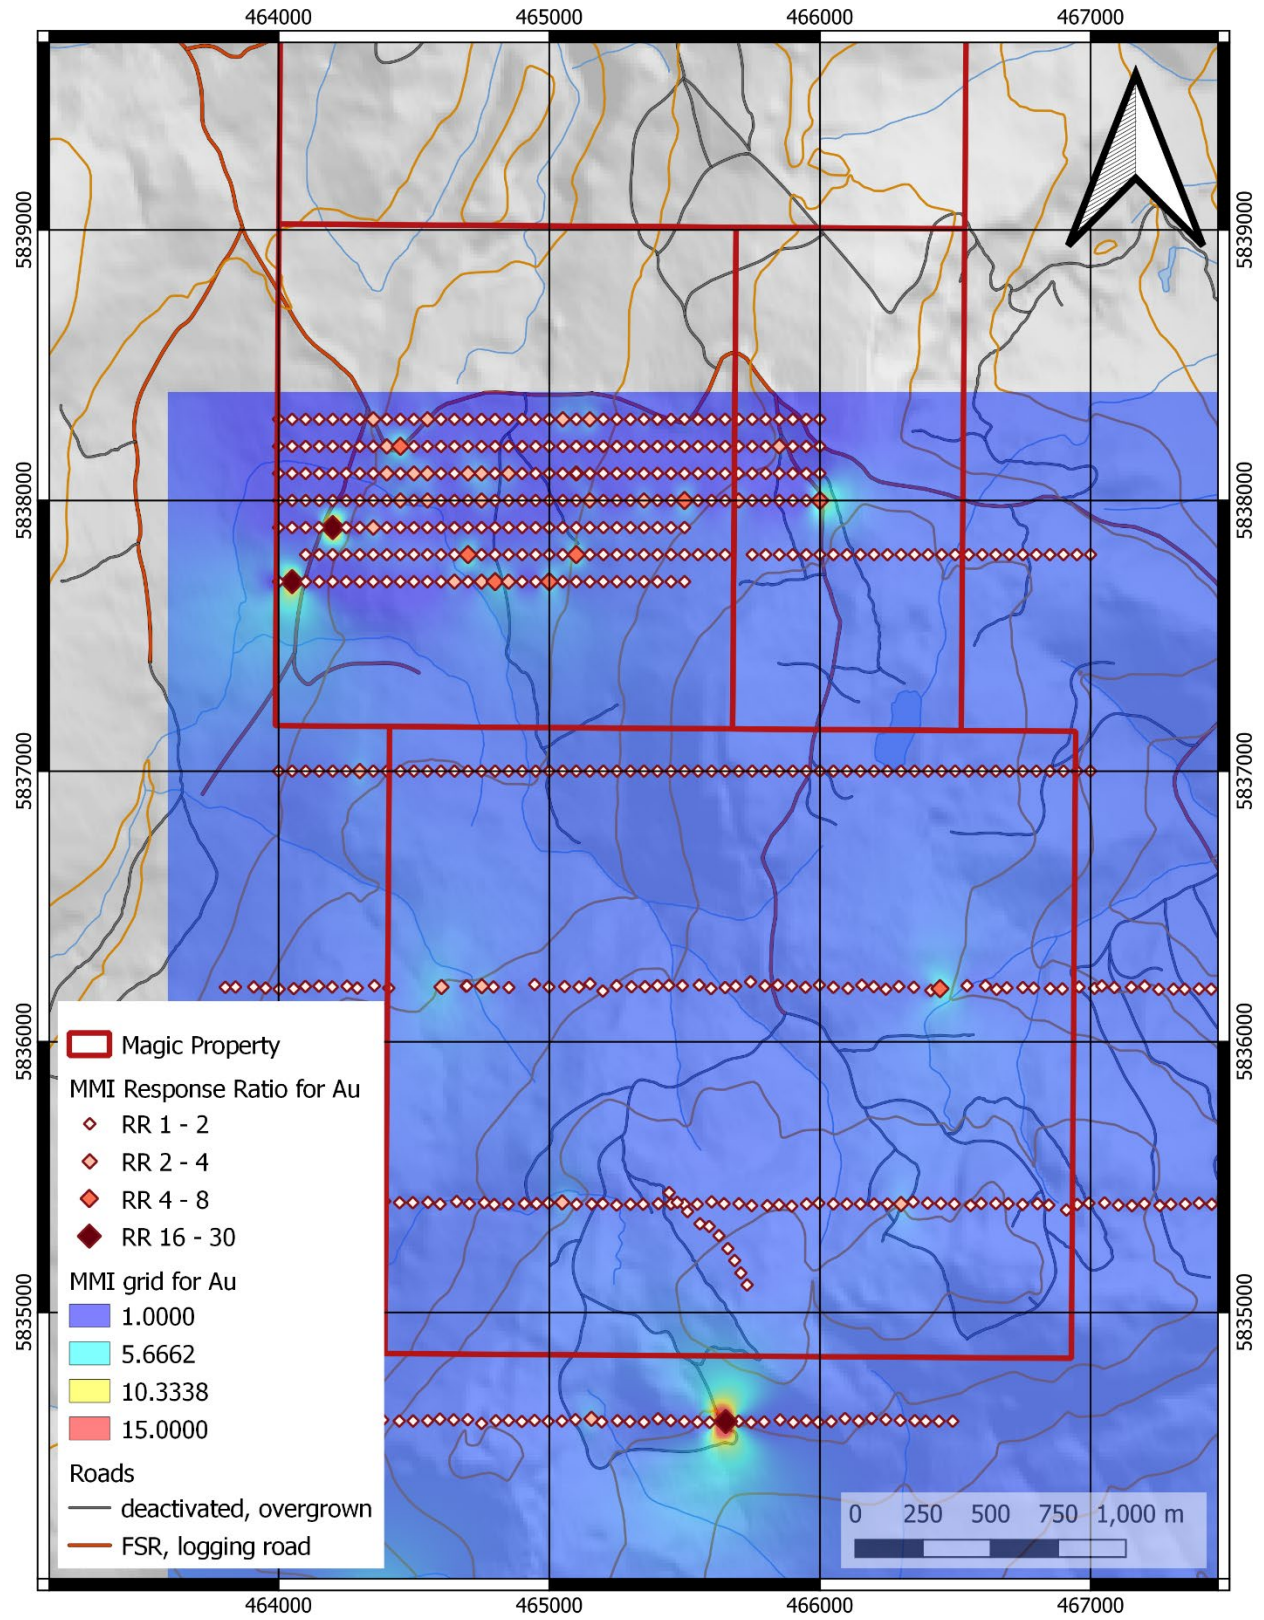 464000 465000 466000 467000
5839000 5839000
5838000 5838000
5837000 5837000
5836000 5836000
5835000 5835000
Magic Property
MMI Response Ratio for Au
RR 1 - 2
RR 2 - 4
RR 4 - 8
RR 16 - 30
MMI grid for Au
1.0000
5.6662
10.3338
15.0000
Roads
deactivated, overgrown
FSR, logging road
0 250 500 750 1,000 m
464000 465000 466000 467000